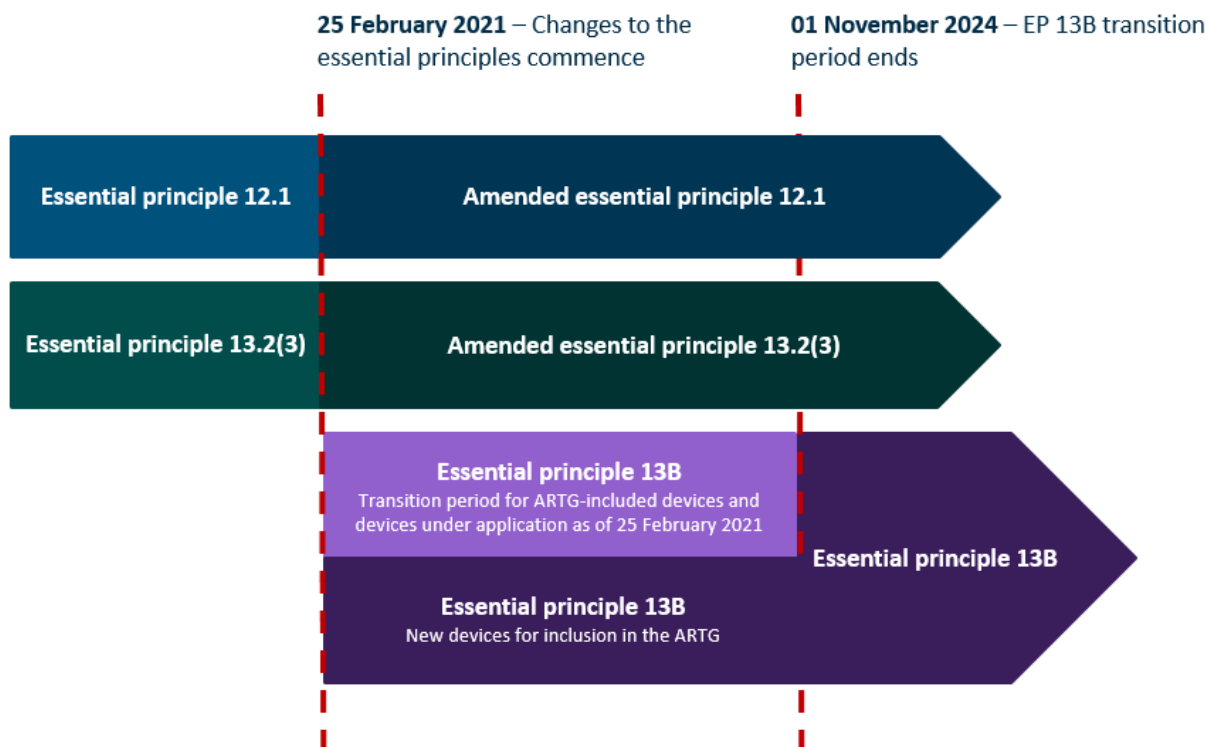 25 February 2021 – Changes to the
essential principles commence
01 November 2024 – EP 13B transition
period ends
Essential principle 12.1
Amended essential principle 12.1
Essential principle 13.2(3)
Amended essential principle 13.2(3)
Essential principle 13B
Transition period for ARTG-included devices and
devices under application as of 25 February 2021
Essential principle 13B
Essential principle 13B
New devices for inclusion in the ARTG